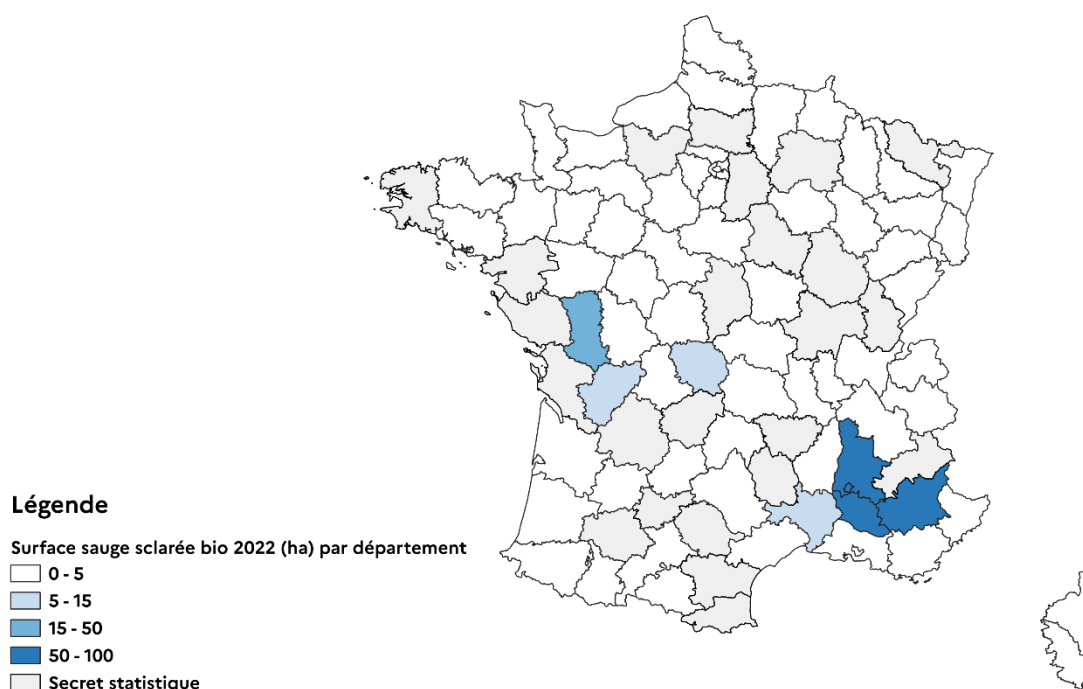 Légende
Surface sauge sclarée bio 2022 (ha) par département
0 - 5
5 - 15
15 - 50
50 - 100
Secret statistique